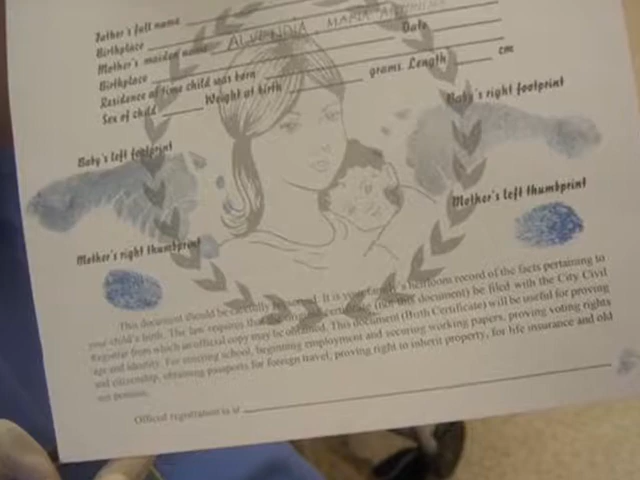 Father's full name
Birthplace
Mother's maiden name ALVENDIA, MARIA
Birthplace Date
Residence at time child was born
Sex of child Weight at birth grams. Length cm
Baby's left footprint
Baby's right footprint
Mother's right thumbprint
Mother's Left thumbprint
This document should be carefully It is your heirloom record of the facts pertaining to
your child's birth. The law requires that (not this document) be filed with the City Civil
Registrar from which an official copy may be obtained. This document (Birth Certificate) will be useful for proving
age and identity. For entering school, beginning employment and securing working papers, proving voting rights
and citizenship, obtaining passports for foreign travel, proving right to inherit property, for life insurance and old
age pension.
Official registration is at